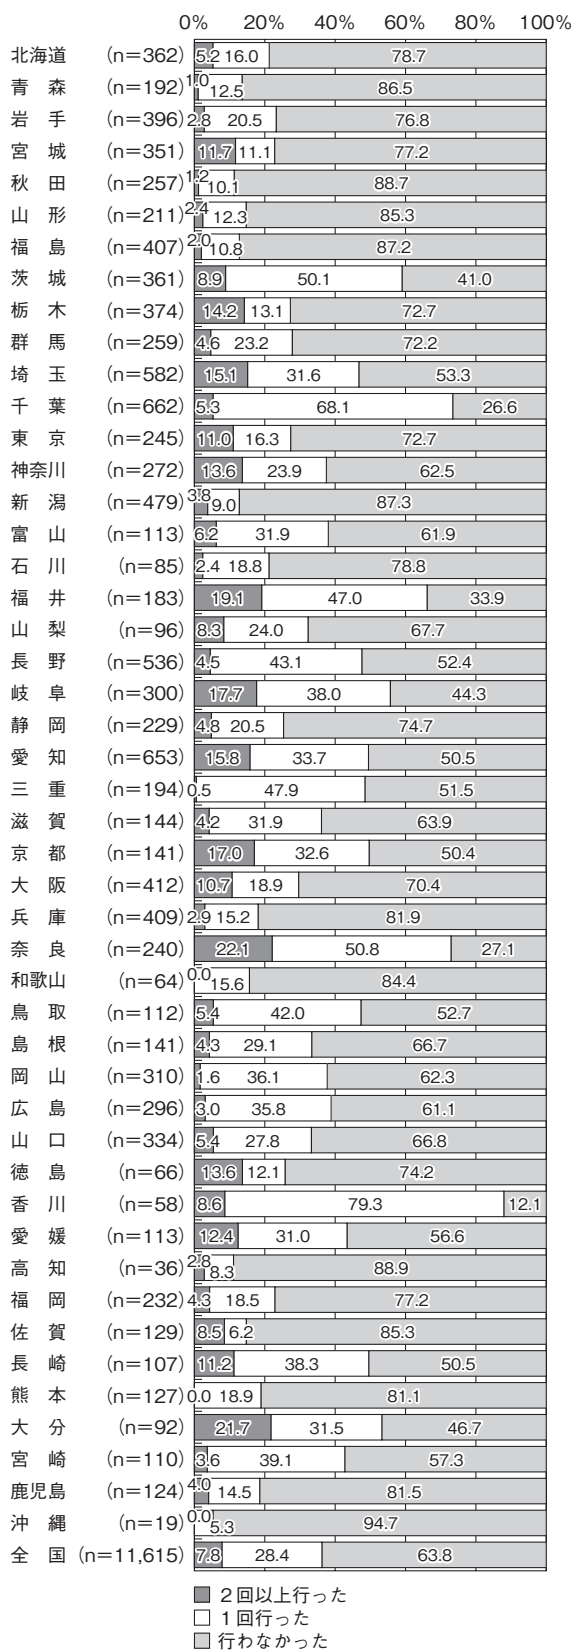 0% 20% 40% 60% 80% 100%
北海道 (n=362) 5.2 16.0 78.7
青 森 (n=192) 1.0 12.5 86.5
岩 手 (n=396) 2.8 20.5 76.8
宮 城 (n=351) 11.7 11.1 77.2
秋 田 (n=257) 1.2 10.1 88.7
山 形 (n=211) 2.4 12.3 85.3
福 島 (n=407) 2.0 10.8 87.2
茨 城 (n=361) 8.9 50.1 41.0
栃 木 (n=374) 14.2 13.1 72.7
群 馬 (n=259) 4.6 23.2 72.2
埼 玉 (n=582) 15.1 31.6 53.3
千 葉 (n=662) 5.3 68.1 26.6
東 京 (n=245) 11.0 16.3 72.7
神奈川 (n=272) 13.6 23.9 62.5
新 潟 (n=479) 3.8 9.0 87.3
富 山 (n=113) 6.2 31.9 61.9
石 川 (n=85) 2.4 18.8 78.8
福 井 (n=183) 19.1 47.0 33.9
山 梨 (n=96) 8.3 24.0 67.7
長 野 (n=536) 4.5 43.1 52.4
岐 阜 (n=300) 17.7 38.0 44.3
静 岡 (n=229) 4.8 20.5 74.7
愛 知 (n=653) 15.8 33.7 50.5
三 重 (n=194) 0.5 47.9 51.5
滋 賀 (n=144) 4.2 31.9 63.9
京 都 (n=141) 17.0 32.6 50.4
大 阪 (n=412) 10.7 18.9 70.4
兵 庫 (n=409) 2.9 15.2 81.9
奈 良 (n=240) 22.1 50.8 27.1
和歌山 (n=64) 0.0 15.6 84.4
鳥 取 (n=112) 5.4 42.0 52.7
島 根 (n=141) 4.3 29.1 66.7
岡 山 (n=310) 1.6 36.1 62.3
広 島 (n=296) 3.0 35.8 61.1
山 口 (n=334) 5.4 27.8 66.8
徳 島 (n=66) 13.6 12.1 74.2
香 川 (n=58) 8.6 79.3 12.1
愛 媛 (n=113) 12.4 31.0 56.6
高 知 (n=36) 2.8 8.3 88.9
福 岡 (n=232) 4.3 18.5 77.2
佐 賀 (n=129) 8.5 6.2 85.3
長 崎 (n=107) 11.2 38.3 50.5
熊 本 (n=127) 0.0 18.9 81.1
大 分 (n=92) 21.7 31.5 46.7
宮 崎 (n=110) 3.6 39.1 57.3
鹿児島 (n=124) 4.0 14.5 81.5
沖 縄 (n=19) 0.0 5.3 94.7
全 国 (n=11,615) 7.8 28.4 63.8
2回以上行った
1回行った
行わなかった